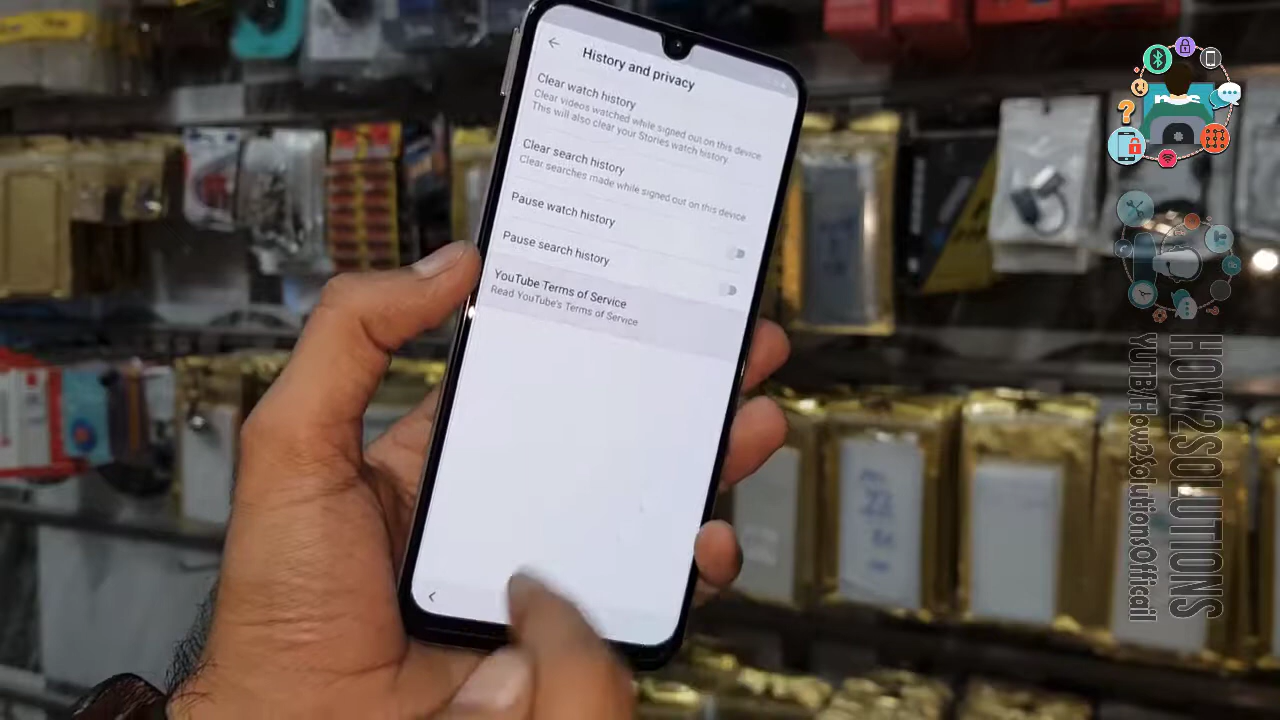 History and privacy
Clear watch history
Clear videos watched while signed out on this device
This will also clear your Stories watch history.
Clear search history
Clear searches made while signed out on this device
Pause watch history
Pause search history
YouTube Terms of Service
Read YouTube's Terms of Service
HOW2SOLUTIONS
YUTB/How2SolutionsOfficail